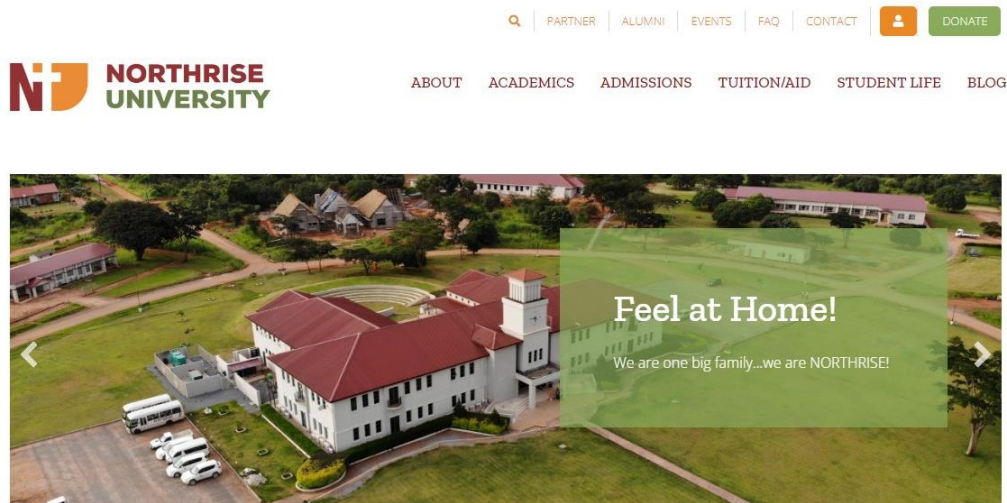 PARTNER ALUMNI EVENTS FAQ CONTACT DONATE
NORTHRISE
UNIVERSITY
ABOUT ACADEMICS ADMISSIONS TUITION/AID STUDENT LIFE BLOG
Feel at Home!
We are one big family...we are NORTHRISE!